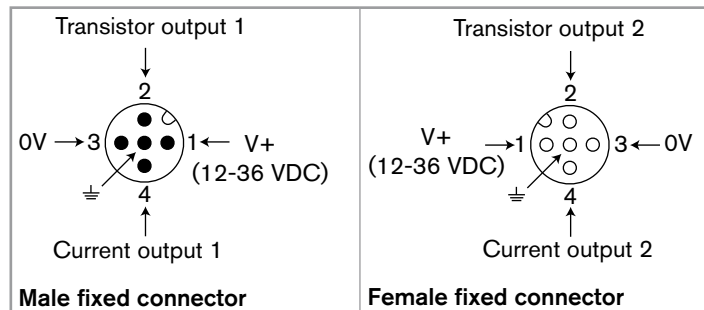 Transistor output 1
2
0V 3 1 V+
(12-36 VDC)
4
Current output 1
Male fixed connector
Transistor output 2
2
V+
(12-36 VDC) 1 3 0V
4
Current output 2
Female fixed connector